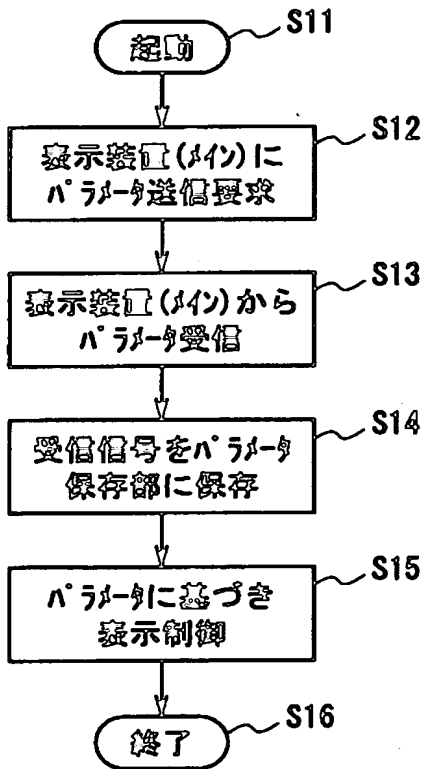 起動
S11
表示装置(メイン)に
パラメータ送信要求
S12
表示装置(メイン)から
パラメータ受信
S13
受信信号をパラメータ
保存部に保存
S14
パラメータに基づき
表示制御
S15
終了
S16